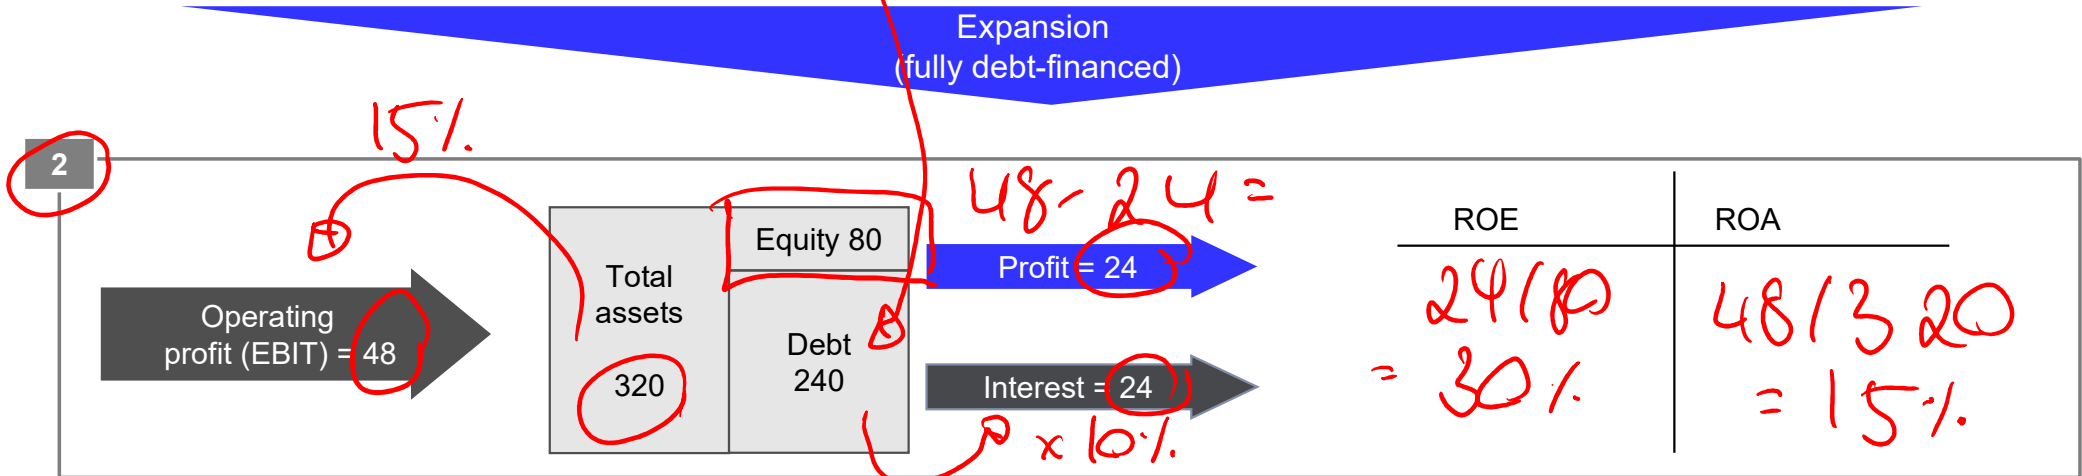 Expansion
(fully debt-financed)
15%
2
48-24=
Equity 80
Profit = 24
ROE
ROA
Total
assets
320
Operating
profit (EBIT) = 48
Debt
240
Interest = 24
x 10%
24/80
= 30%
48/320
= 15%